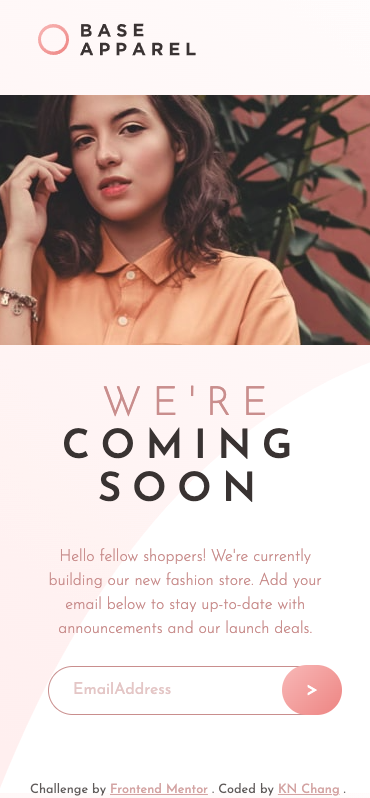 BASE
APPAREL
WE'RE
COMING
SOON
Hello fellow shoppers! We're currently
building our new fashion store. Add your
email below to stay up-to-date with
announcements and our launch deals.
EmailAddress
>
Challenge by Frontend Mentor . Coded by KN Chang .